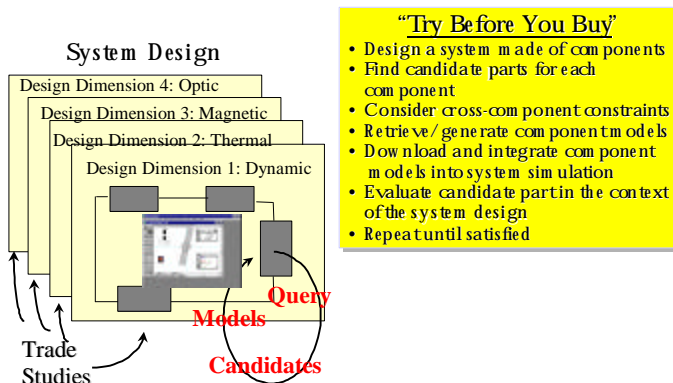 System Design
Design Dimension 4: Optic
Design Dimension 3: Magnetic
Design Dimension 2: Thermal
Design Dimension 1: Dynamic
Query
Models
Candidates
Trade
Studies
“Try Before You Buy”
• Design a system made of components
• Find candidate parts for each
component
• Consider cross-component constraints
• Retrieve/generate component models
• Download and integrate component
models into system simulation
• Evaluate candidate part in the context
of the system design
• Repeat until satisfied